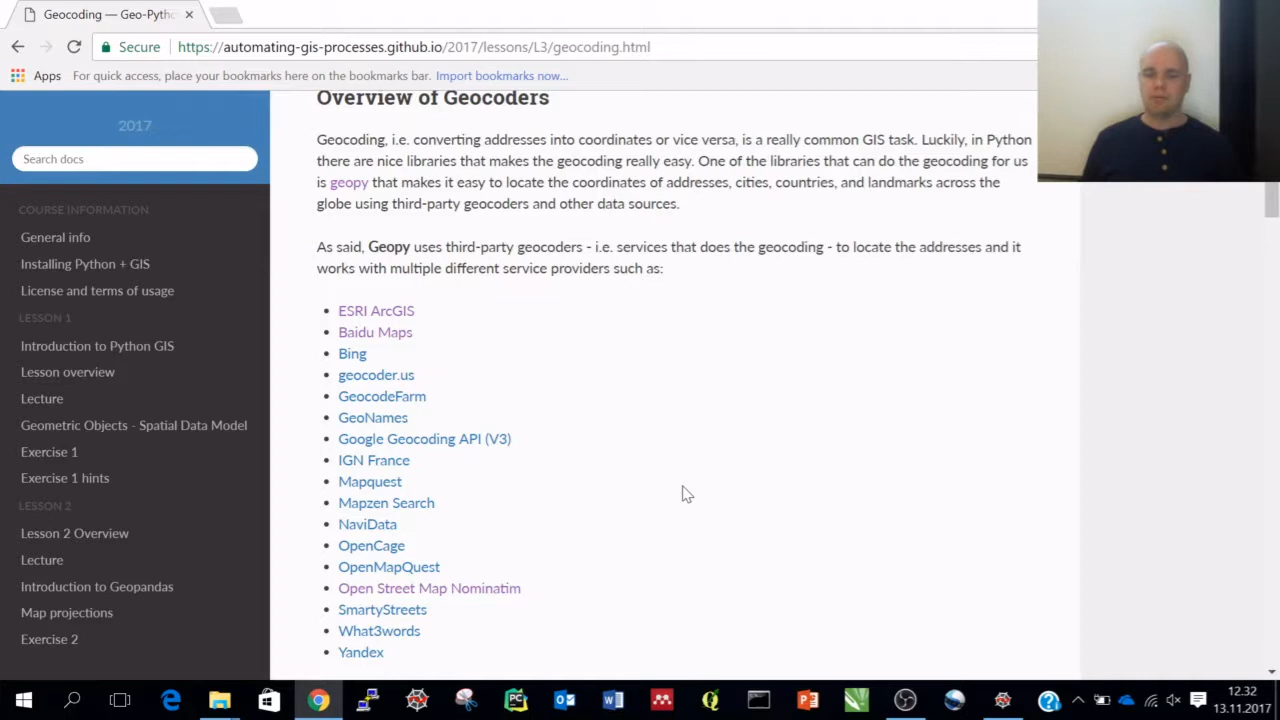 Geocoding — Geo-Pytho
Secure https://automating-gis-processes.github.io/2017/lessons/L3/geocoding.html
Apps For quick access, place your bookmarks here on the bookmarks bar. Import bookmarks now...
2017
Search docs
COURSE INFORMATION
General info
Installing Python + GIS
License and terms of usage
LESSON 1
Introduction to Python GIS
Lesson overview
Lecture
Geometric Objects - Spatial Data Model
Exercise 1
Exercise 1 hints
LESSON 2
Lesson 2 Overview
Lecture
Introduction to Geopandas
Map projections
Exercise 2
Overview of Geocoders
Geocoding, i.e. converting addresses into coordinates or vice versa, is a really common GIS task. Luckily, in Python
there are nice libraries that makes the geocoding really easy. One of the libraries that can do the geocoding for us
is geopy that makes it easy to locate the coordinates of addresses, cities, countries, and landmarks across the
globe using third-party geocoders and other data sources.
As said, Geopy uses third-party geocoders - i.e. services that does the geocoding - to locate the addresses and it
works with multiple different service providers such as:
• ESRI ArcGIS
• Baidu Maps
• Bing
• geocoder.us
• GeocodeFarm
• GeoNames
• Google Geocoding API (V3)
• IGN France
• Mapquest
• Mapzen Search
• NaviData
• OpenCage
• OpenMapQuest
• Open Street Map Nominatim
• SmartyStreets
• What3words
• Yandex
12.32
13.11.2017